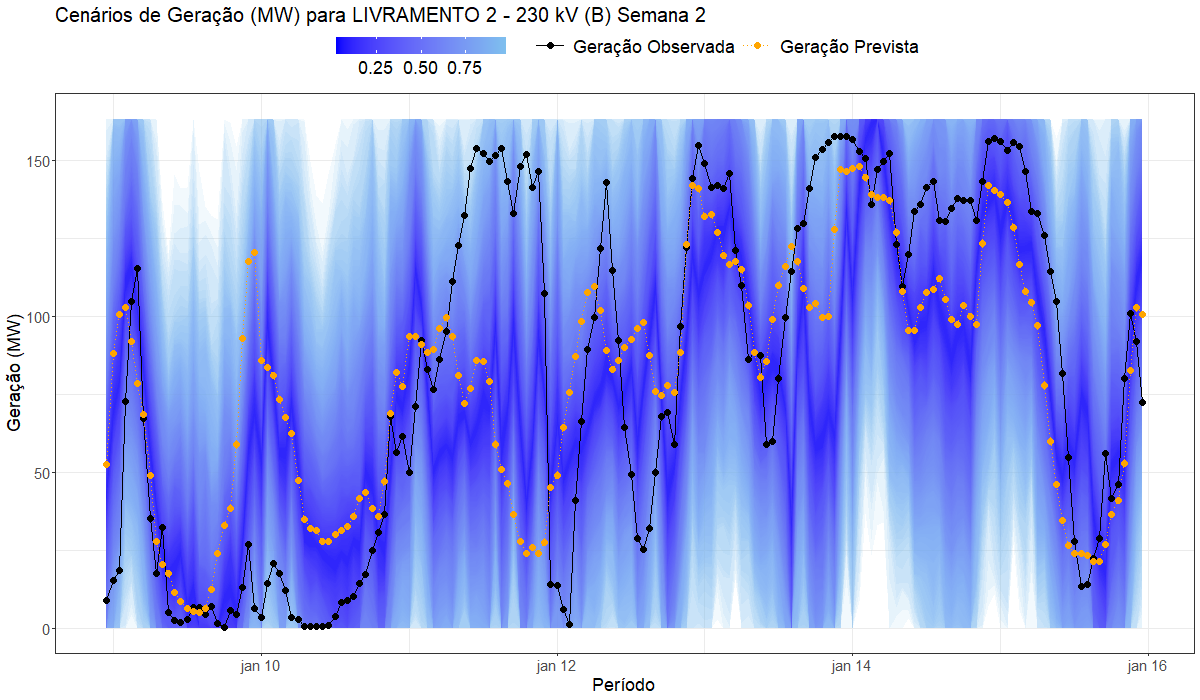 Cenários de Geração (MW) para LIVRAMENTO 2 - 230 kV (B) Semana 2
0.25 0.50 0.75 Geração Observada Geração Prevista
Geração (MW)
150
100
50
0
jan 10 jan 12 jan 14 jan 16
Período